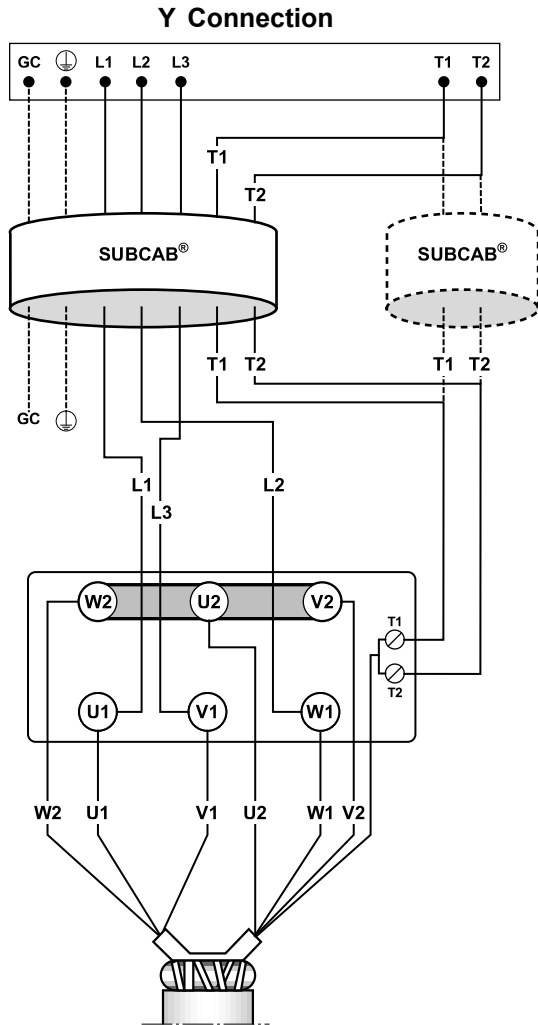 Y Connection
GC L1 L2 L3 T1 T2
T1
T2
SUBCAB® SUBCAB®
T1 T2 T1 T2
GC
L1 L2
L3
W2 U2 V2
T1
T2
U1 V1 W1
W2 U1 V1 U2 W1 V2